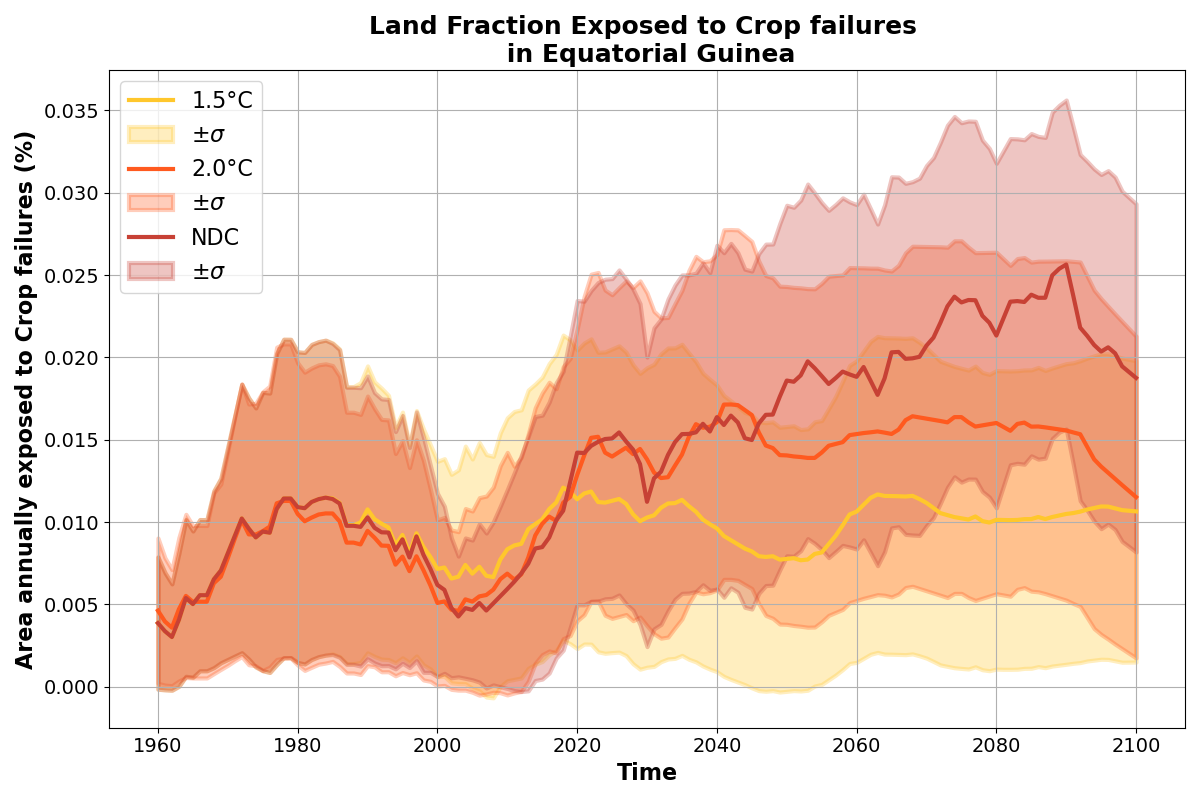 Land Fraction Exposed to Crop failures
in Equatorial Guinea
1.5°C
±σ
2.0°C
±σ
NDC
±σ
Area annually exposed to Crop failures (%)
0.035
0.030
0.025
0.020
0.015
0.010
0.005
0.000
1960 1980 2000 2020 2040 2060 2080 2100
Time